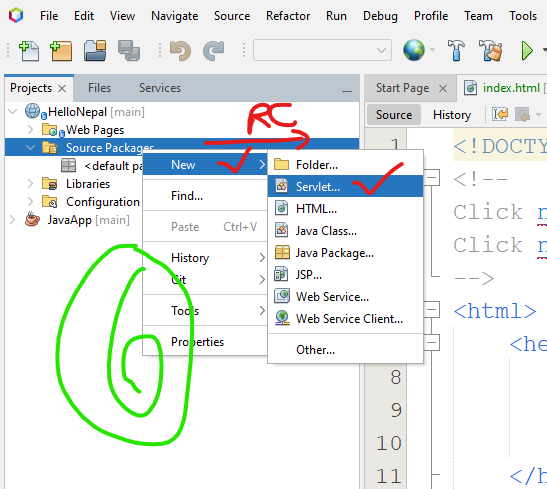 File Edit View Navigate Source Refactor Run Debug Profile Team Tools
Projects Files Services
Start Page index.html
HelloNepal [main]
Web Pages
Source Packages
<default pa
Libraries
Configuration
JavaApp [main]
RC
New
Find...
Paste Ctrl+V
History
Git
Tools
Properties
Folder...
Servlet...
HTML...
Java Class...
Java Package...
JSP...
Web Service...
Web Service Client...
Other...
Source History
1 <!DOCTY
<!--
Click n
Click n
-->
<html>
<he
8
9
10
11 </h